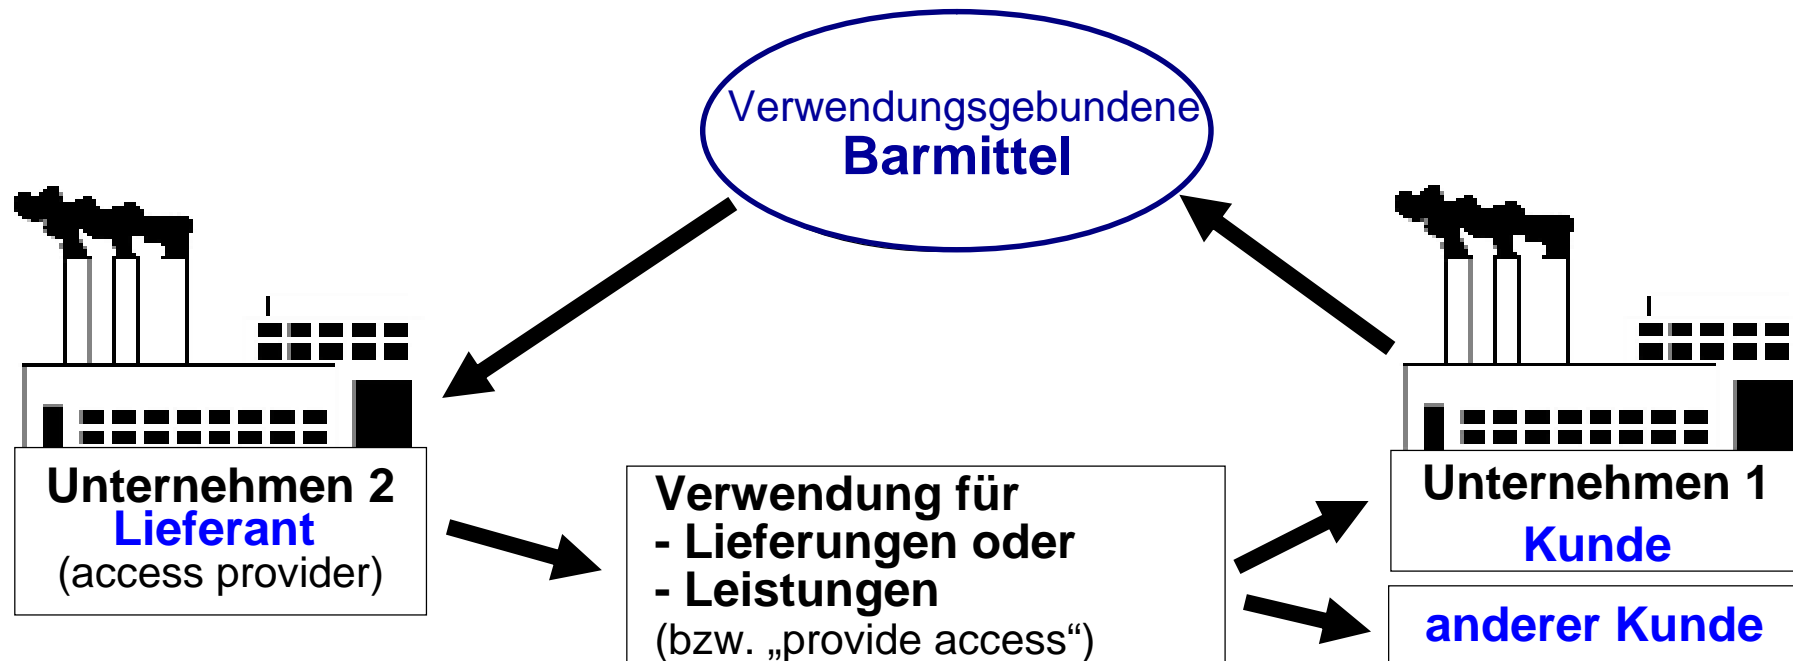 Verwendungsgebundene
Barmittel
Unternehmen 2
Lieferant
(access provider)
Verwendung für
- Lieferungen oder
- Leistungen
(bzw. „provide access“)
Unternehmen 1
Kunde
anderer Kunde